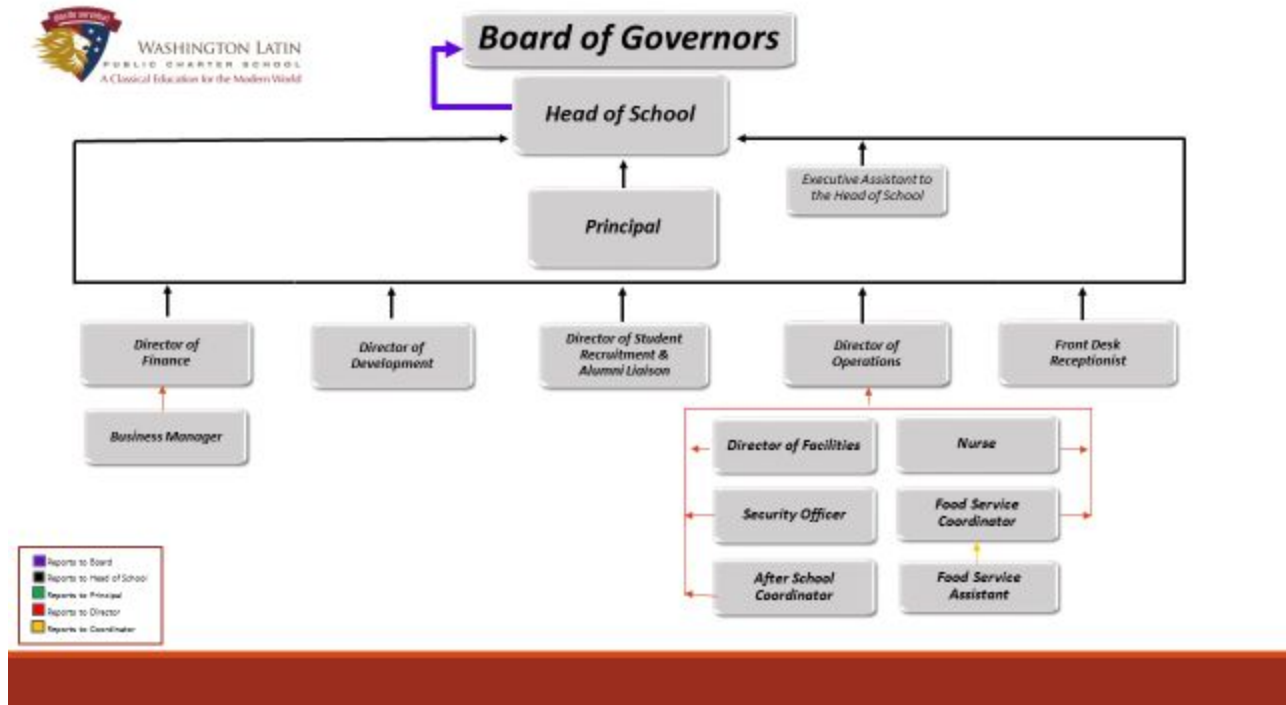 WASHINGTON LATIN
PUBLIC CHARTER SCHOOL
A Classical Education for the Modern World
Board of Governors
Head of School
Executive Assistant to
the Head of School
Principal
Director of
Finance
Director of
Development
Director of Student
Recruitment &
Alumni Liaison
Director of
Operations
Front Desk
Receptionist
Business Manager
Director of Facilities
Nurse
Security Officer
Food Service
Coordinator
After School
Coordinator
Food Service
Assistant
Reports to Board
Reports to Head of School
Reports to Principal
Reports to Director
Reports to Coordinator